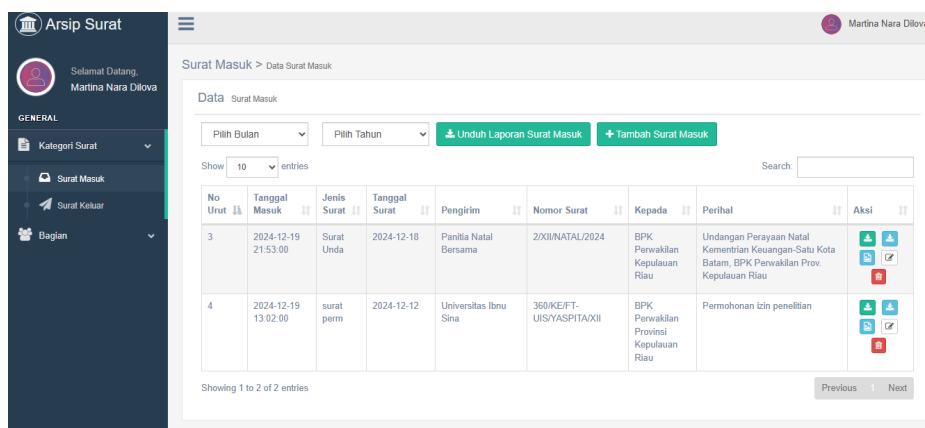 Arsip Surat
Martina Nara Dilova
Selamat Datang,
Martina Nara Dilova
GENERAL
Kategori Surat
Surat Masuk
Surat Keluar
Bagian
Surat Masuk > Data Surat Masuk
Data Surat Masuk
Pilih Bulan Pilih Tahun Unduh Laporan Surat Masuk Tambah Surat Masuk
Show 10 entries Search:
No Urut Tanggal Masuk Jenis Surat Tanggal Surat Pengirim Nomor Surat Kepada Perihal Aksi
3 2024-12-19 Surat 2024-12-18 Panitia Natal 2/XII/NATAL/2024 BPK Undangan Perayaan Natal
21:53:00 Unda Bersama Perwakilan Kementrian Keuangan-Satu Kota
Kepulauan Batam, BPK Perwakilan Prov.
Riau Kepulauan Riau
4 2024-12-19 surat 2024-12-12 Universitas Ibnu 360/KE/FT- BPK Permohonan izin penelitian
13:02:00 perm Sina UIS/YASPITA/XII Perwakilan
Provinsi
Kepulauan
Riau
Showing 1 to 2 of 2 entries Previous 1 Next